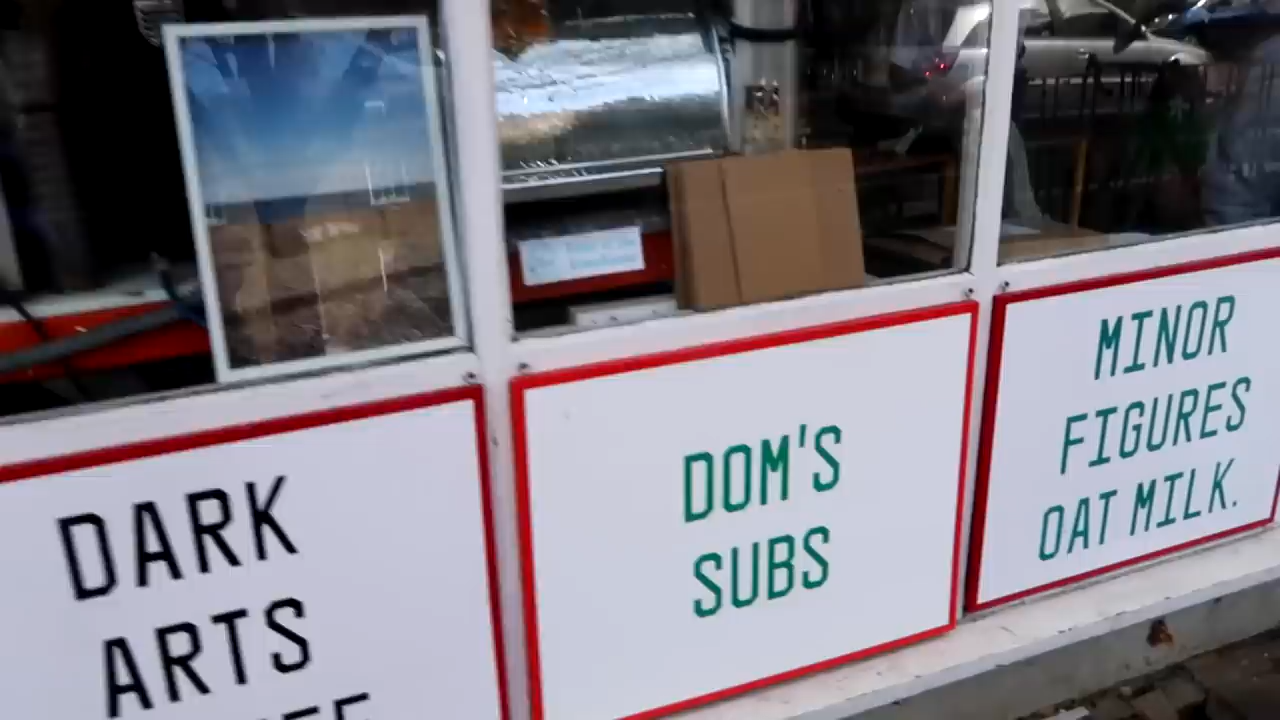 DARK
ARTS
DOM'S
SUBS
MINOR
FIGURES
OAT MILK.